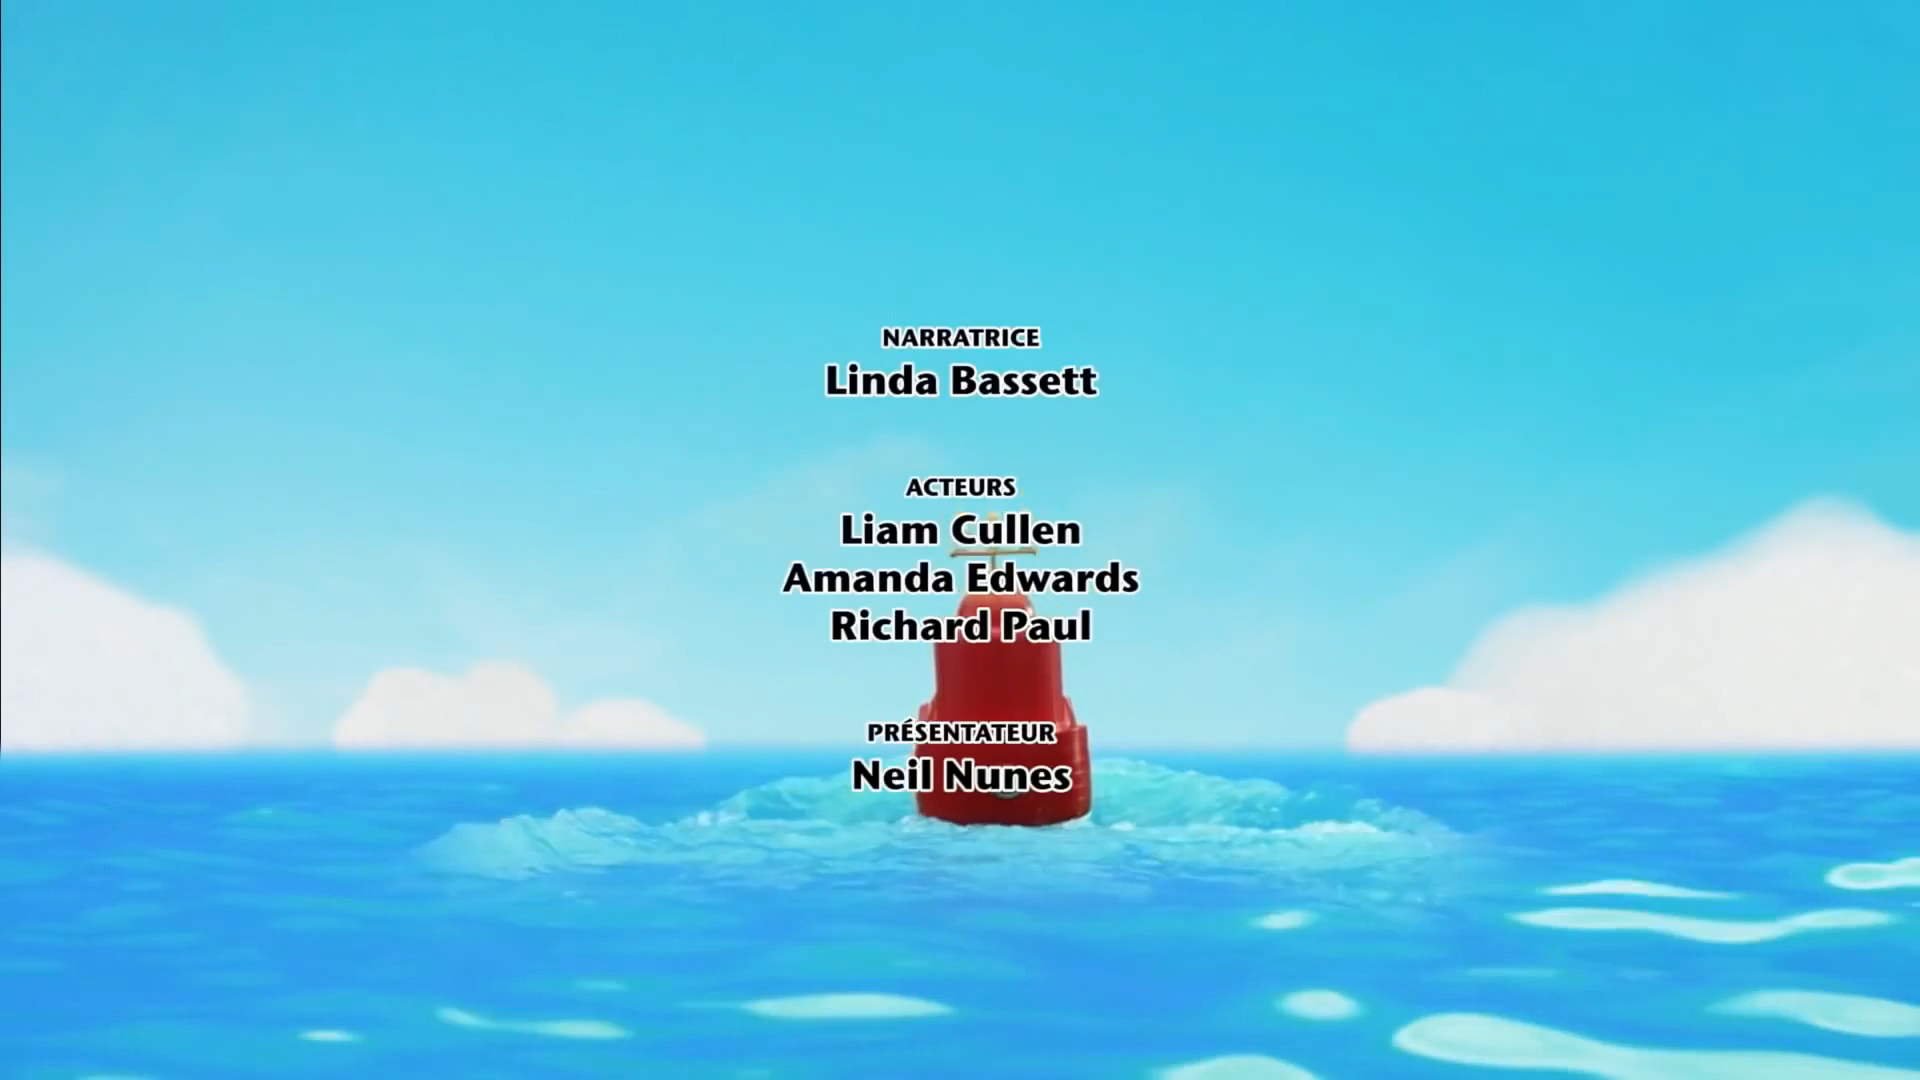 NARRATRICE
Linda Bassett
ACTEURS
Liam Cullen
Amanda Edwards
Richard Paul
PRÉSENTATEUR
Neil Nunes